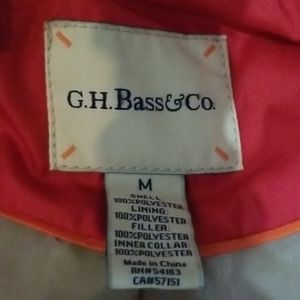 G.H.Bass&Co.
M
SHELL:
100%POLYESTER
LINING:
100%POLYESTER
FILLER:
100%POLYESTER
INNER COLLAR:
100%POLYESTER
Made in China
RN#54163
CA#57151